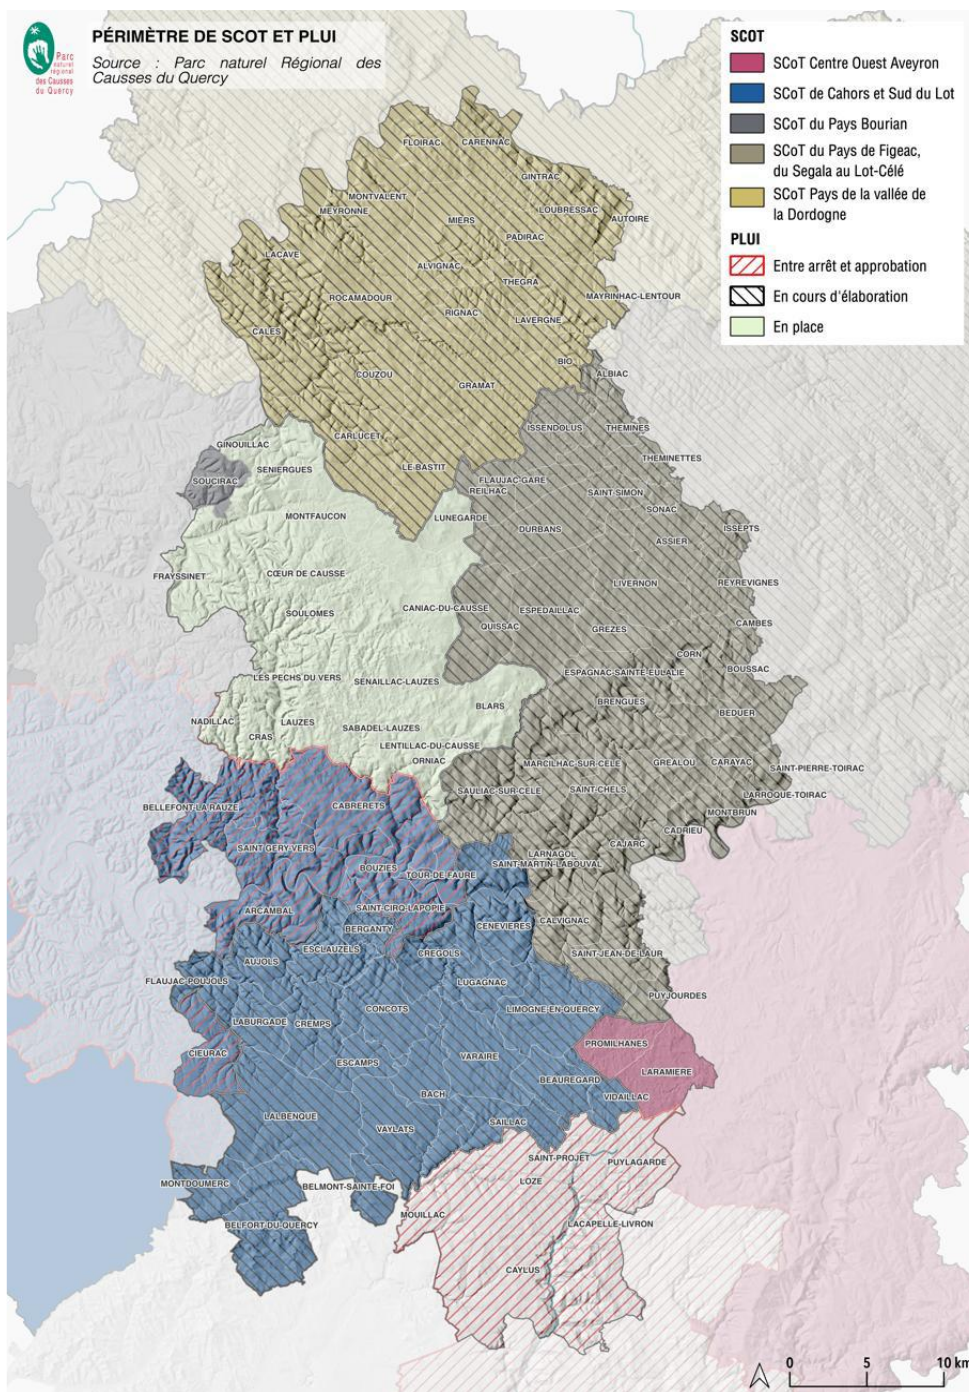 Parc
naturel
régional
des Causses
du Quercy
PÉRIMÈTRE DE SCOT ET PLUI
Source : Parc naturel Régional des
Causses du Quercy
SCOT
SCoT Centre Ouest Aveyron
SCoT de Cahors et Sud du Lot
SCoT du Pays Bourian
SCoT du Pays de Figeac,
du Segala au Lot-Célé
SCoT Pays de la vallée de
la Dordogne
PLUI
Entre arrêt et approbation
En cours d'élaboration
En place
FLOIRAC
CARENNAC
GINTRAC
MONTVALENT
MEYRONNE
LOUBRESSAC
MIERS
AUTOIRE
PADIRAC
LACAVE
ALVIGNAC
THEGRA
ROCAMADOUR
MAYRINHAC-LENTOUR
RIGNAC
LAVERGNE
CALES
BIO
COUZOU
ALBIAC
GRAMAT
ISSENDOLUS
THEMINES
CARLUCET
GINOUILLAC
THEMINETTES
SENIERGUES
LE-BASTIT
SOUCIRAC
FLAUJAC-GARE
REILHAC
SAINT-SIMON
SONAC
MONTFAUCON
LUNEGARDE
DURBANS
ISSEPTS
ASSIER
FRAYSSINET
CŒUR DE CAUSSE
LIVERNON
REYREVIGNES
SOULOMES
CANIAC-DU-CAUSSE
ESPEDAILLAC
QUISSAC
GREZES
CAMBES
CORN
BOUSSAC
ESPAGNAC-SAINTE-EULALIE
LES PECHS DU VERS
SENAILLAC-LAUZES
BRENGUES
BLARS
BEDUER
NADILLAC
LAUZES
CRAS
SABADEL-LAUZES
LENTILLAC-DU-CAUSSE
ORNIAC
MARCILHAC-SUR-CELE
GREALOU
CARAYAC
SAINT-PIERRE-TOIRAC
SAULIAC-SUR-CELE
SAINT-CHELS
LARROQUE-TOIRAC
BELLEFONT-LA RAUZE
CABRERETS
MONTBRUN
CADRIEU
SAINT GERY-VERS
CAJARC
LARNAGOL
SAINT-MARTIN-LABOUVAL
BOUZIES
TOUR-DE-FAURE
ARCAMBAL
SAINT-CIRQ-LAPOPIE
CALVIGNAC
BERGANTY
CENEVIERES
ESCLAUZELS
CREGOLS
AUJOLS
SAINT-JEAN-DE-LAUR
FLAUJAC-POUJOLS
LUGAGNAC
PUYJOURDES
CONCOTS
LIMOGNE-EN-QUERCY
LABURGADE
CREMPS
PROMILHANES
CIEURAC
ESCAMPS
VARAIRE
LARAMIERE
BEAUREGARD
BACH
VIDAILLAC
LALBENQUE
SAILLAC
VAYLATS
SAINT-PROJET
PUYLAGARDE
MONTDOUMERC
BELMONT-SAINTE-FOI
LOZE
MOUILLAC
BELFORT-DU-QUERCY
LACAPELLE-LIVRON
CAYLUS
0 5 10 km